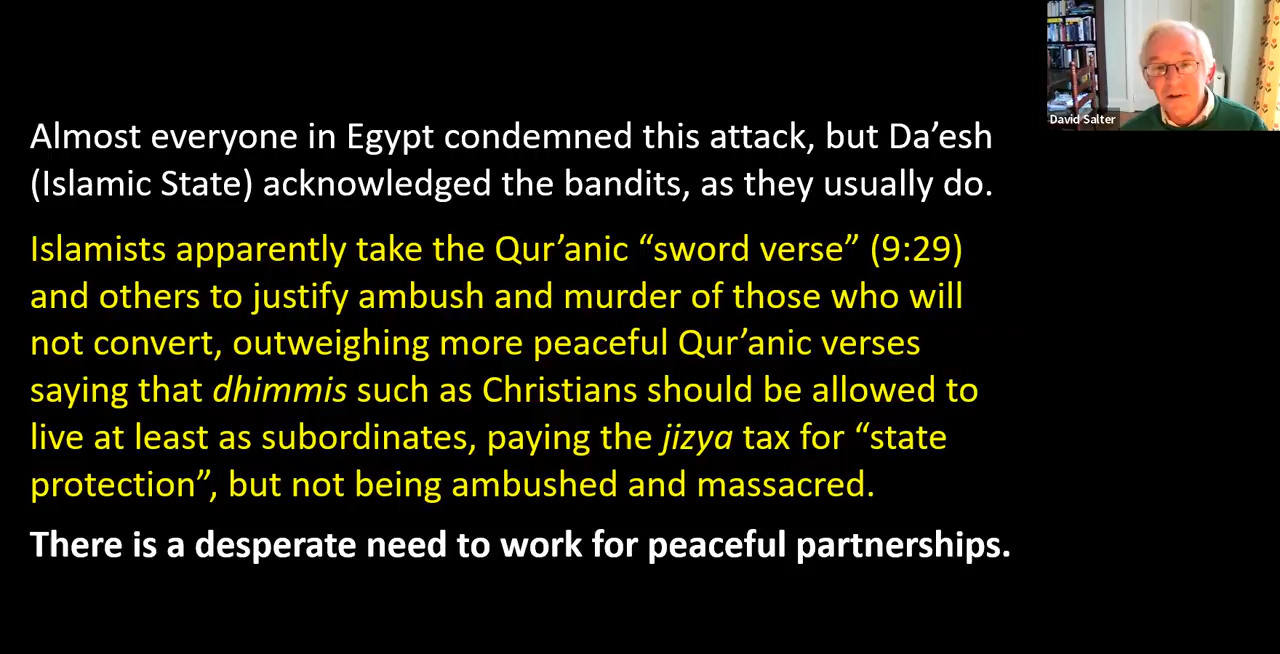 Almost everyone in Egypt condemned this attack, but Da’esh
(Islamic State) acknowledged the bandits, as they usually do.
Islamists apparently take the Qur’anic “sword verse” (9:29)
and others to justify ambush and murder of those who will
not convert, outweighing more peaceful Qur’anic verses
saying that dhimmis such as Christians should be allowed to
live at least as subordinates, paying the jizya tax for “state
protection”, but not being ambushed and massacred.
There is a desperate need to work for peaceful partnerships.
David Salter